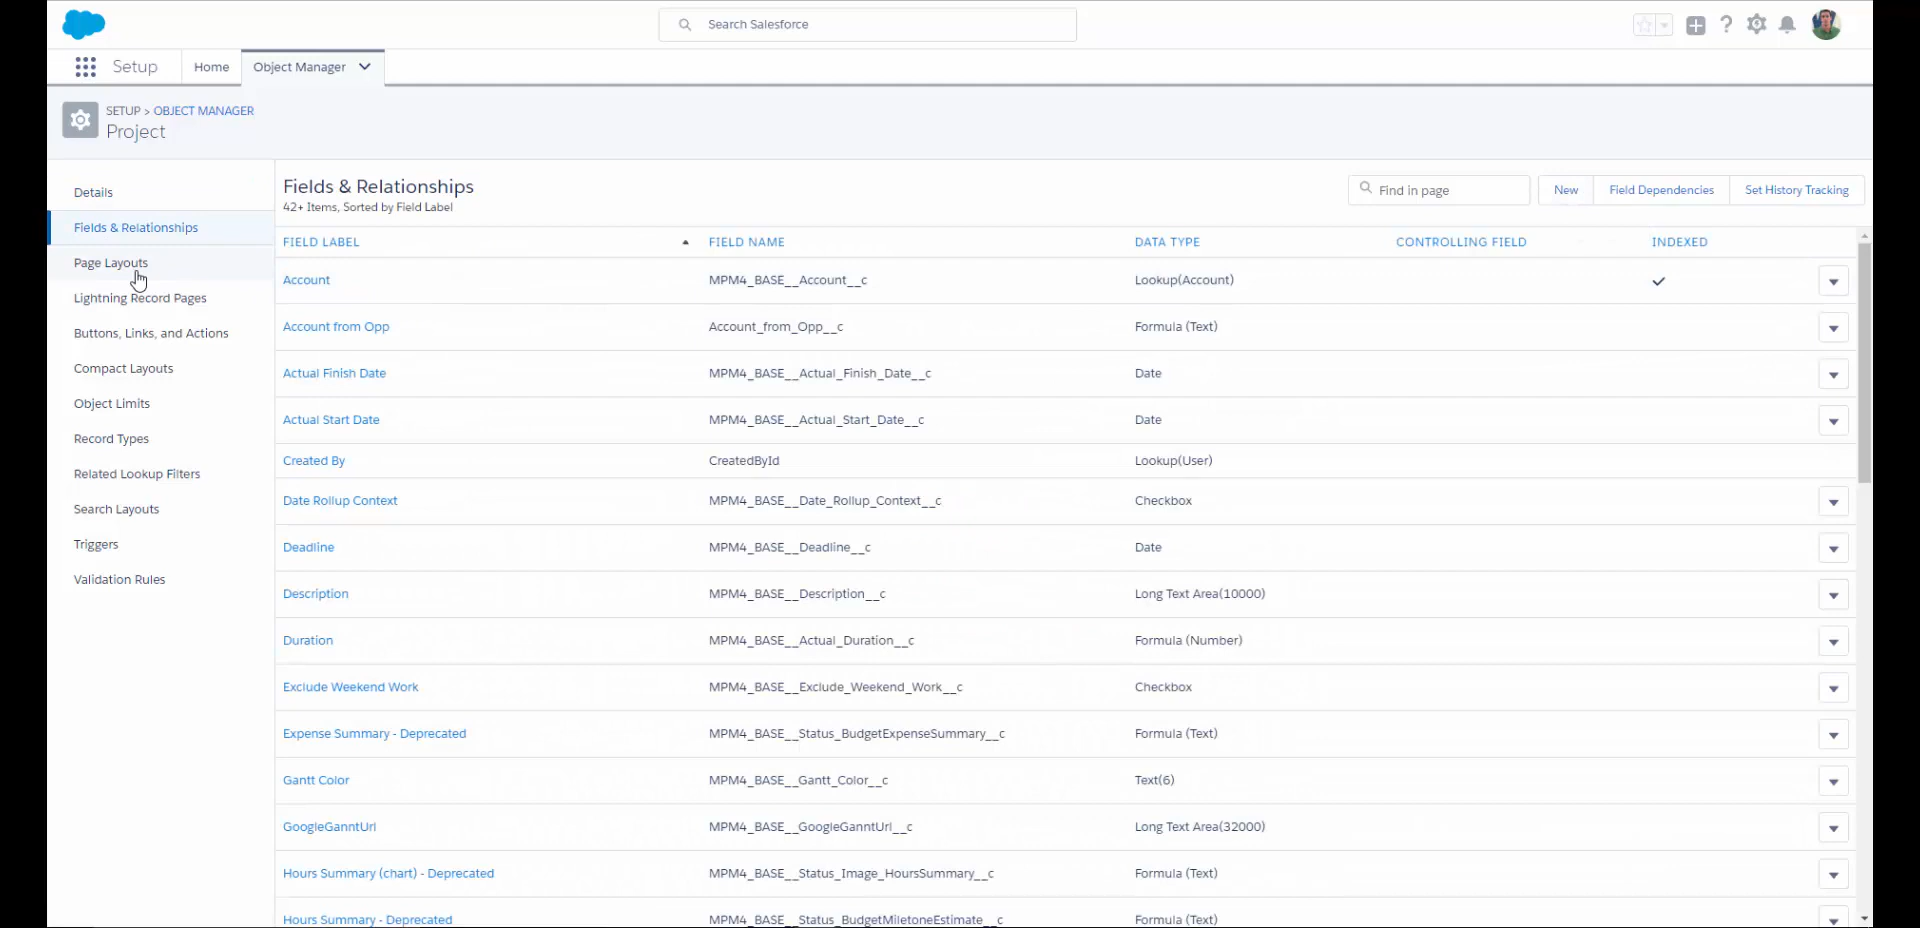 Search Salesforce
Setup
Home
Object Manager
SETUP > OBJECT MANAGER
Project
Details
Fields & Relationships
Page Layouts
Lightning Record Pages
Buttons, Links, and Actions
Compact Layouts
Object Limits
Record Types
Related Lookup Filters
Search Layouts
Triggers
Validation Rules
Fields & Relationships
42+ Items, Sorted by Field Label
Find in page
New
Field Dependencies
Set History Tracking
FIELD LABEL FIELD NAME DATA TYPE CONTROLLING FIELD INDEXED
Account MPM4_BASE__Account__c Lookup(Account)
Account from Opp Account_from_Opp__c Formula (Text)
Actual Finish Date MPM4_BASE__Actual_Finish_Date__c Date
Actual Start Date MPM4_BASE__Actual_Start_Date__c Date
Created By CreatedById Lookup(User)
Date Rollup Context MPM4_BASE__Date_Rollup_Context__c Checkbox
Deadline MPM4_BASE__Deadline__c Date
Description MPM4_BASE__Description__c Long Text Area(10000)
Duration MPM4_BASE__Actual_Duration__c Formula (Number)
Exclude Weekend Work MPM4_BASE__Exclude_Weekend_Work__c Checkbox
Expense Summary - Deprecated MPM4_BASE__Status_BudgetExpenseSummary__c Formula (Text)
Gantt Color MPM4_BASE__Gantt_Color__c Text(6)
GoogleGanntUrl MPM4_BASE__GoogleGanntUrl__c Long Text Area(32000)
Hours Summary (chart) - Deprecated MPM4_BASE__Status_Image_HoursSummary__c Formula (Text)
Hours Summary - Deprecated MPM4_BASE__Status_BudgetMiletoneEstimate__c Formula (Text)